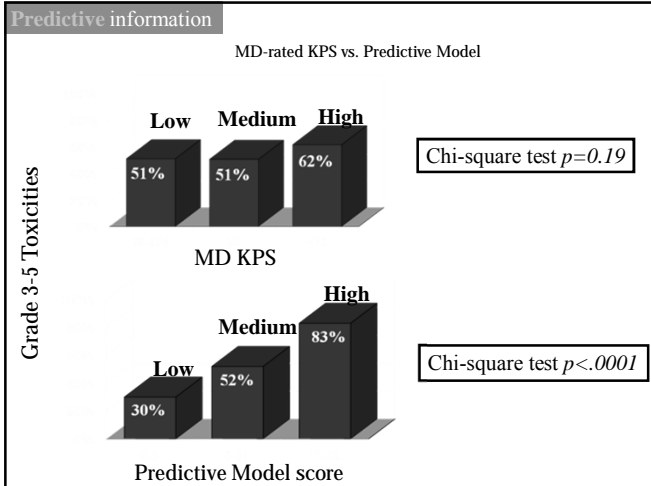 Predictive information
MD-rated KPS vs. Predictive Model
Grade 3-5 Toxicities
Low Medium High
51% 51% 62%
Chi-square test p=0.19
MD KPS
Low Medium High
30% 52% 83%
Chi-square test p<.0001
Predictive Model score